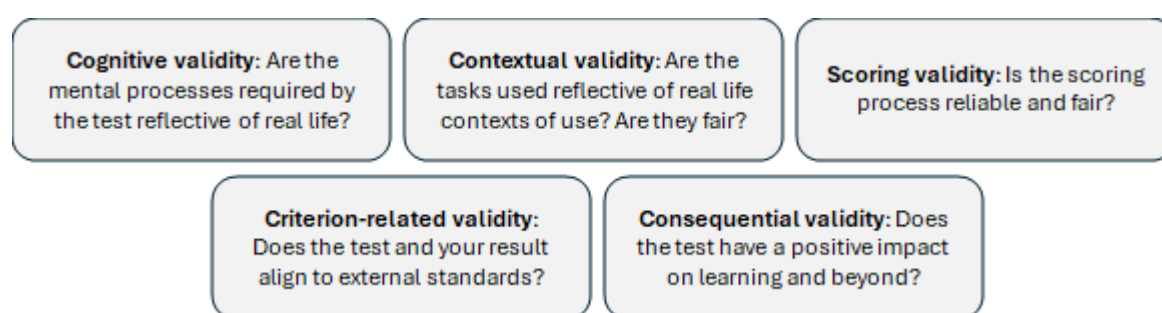 Cognitive validity: Are the
mental processes required by
the test reflective of real life?
Contextual validity: Are the
tasks used reflective of real life
contexts of use? Are they fair?
Scoring validity: Is the scoring
process reliable and fair?
Criterion-related validity:
Does the test and your result
align to external standards?
Consequential validity: Does
the test have a positive impact
on learning and beyond?